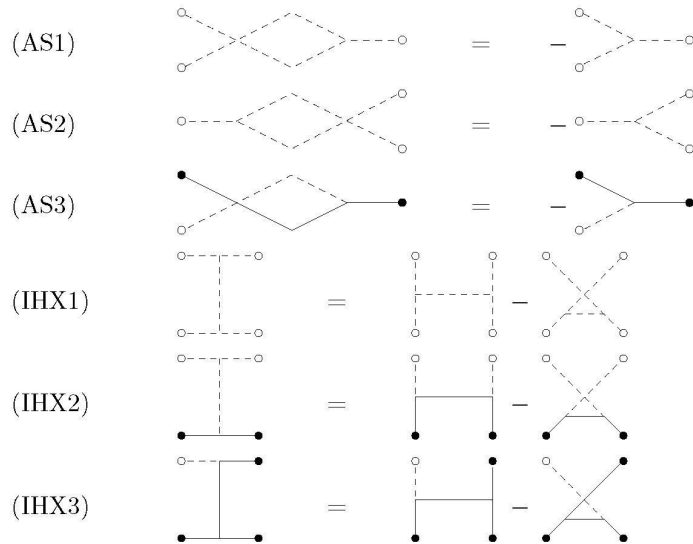 (AS1) = −
(AS2) = −
(AS3) = −
(IHX1) = −
(IHX2) = −
(IHX3) = −